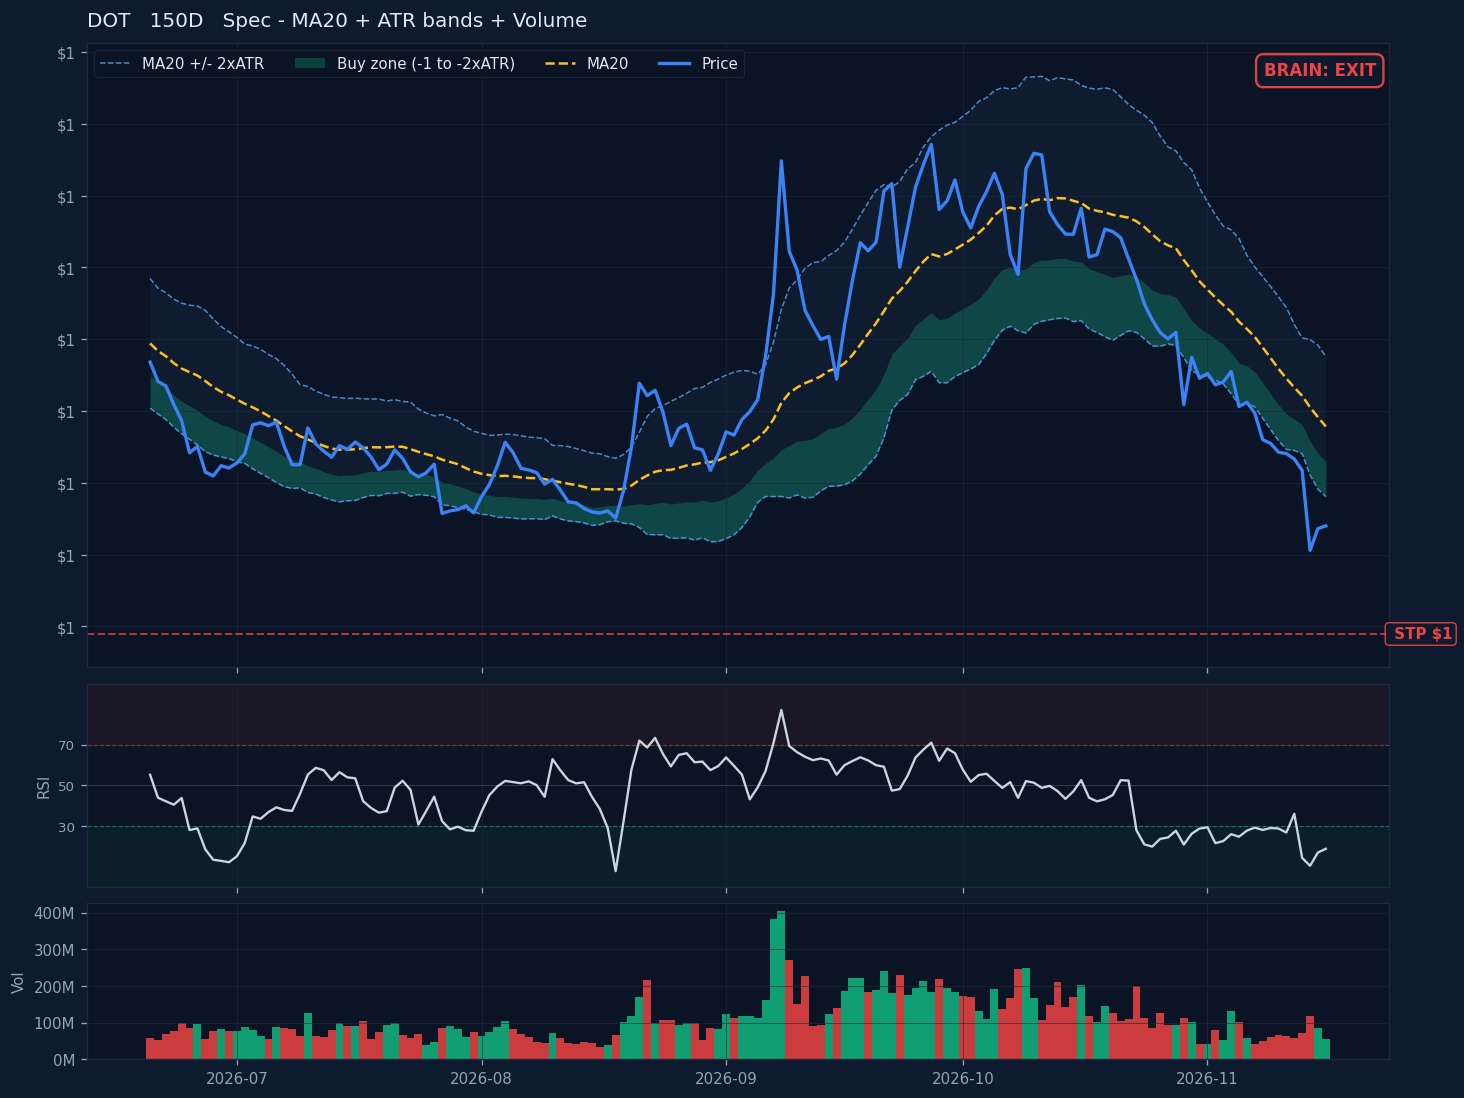 DOT   150D   Spec - MA20 + ATR bands + Volume
MA20 +/- 2xATR
Buy zone (-1 to -2xATR)
MA20
Price
BRAIN: EXIT
$1
$1
$1
$1
$1
$1
$1
$1
$1
STP $1
RSI
70
50
30
Vol
400M
300M
200M
100M
0M
2026-07
2026-08
2026-09
2026-10
2026-11